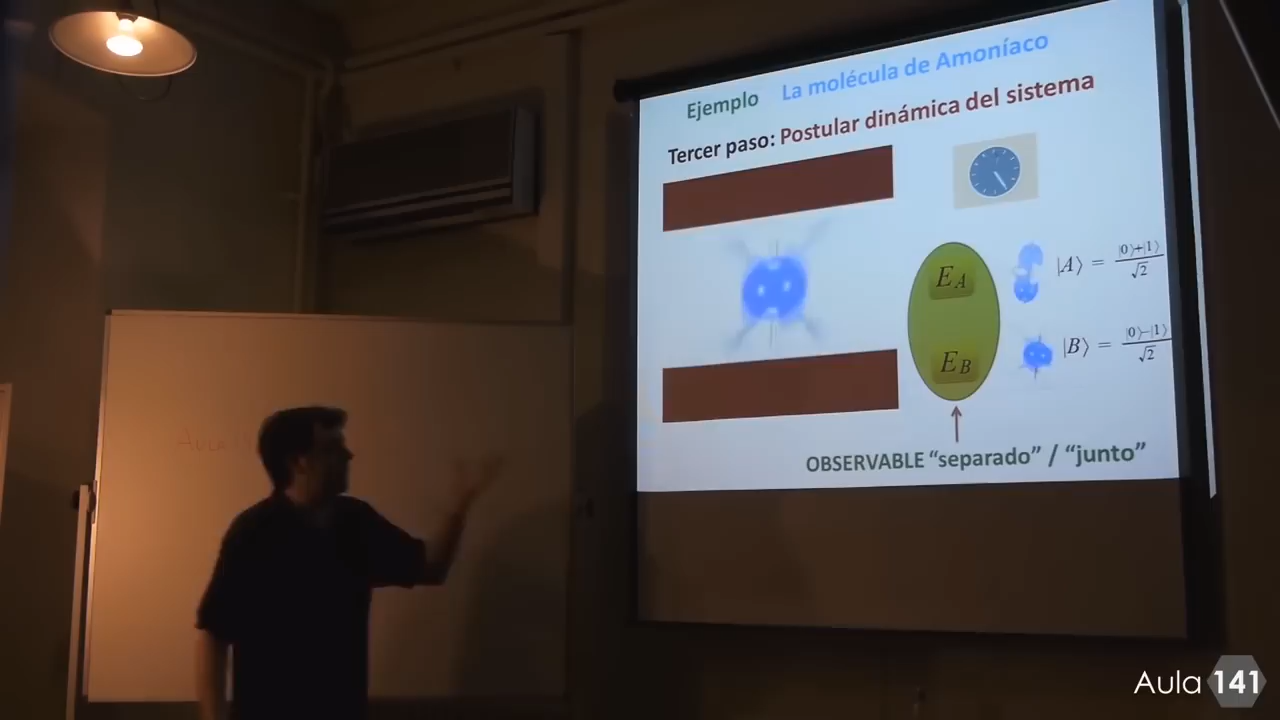 Ejemplo La molécula de Amoníaco
Tercer paso: Postular dinámica del sistema
E_A
|A⟩ = |0⟩+|1⟩ / √2
E_B
|B⟩ = |0⟩−|1⟩ / √2
OBSERVABLE “separado” / “junto”
Aula
Aula 141